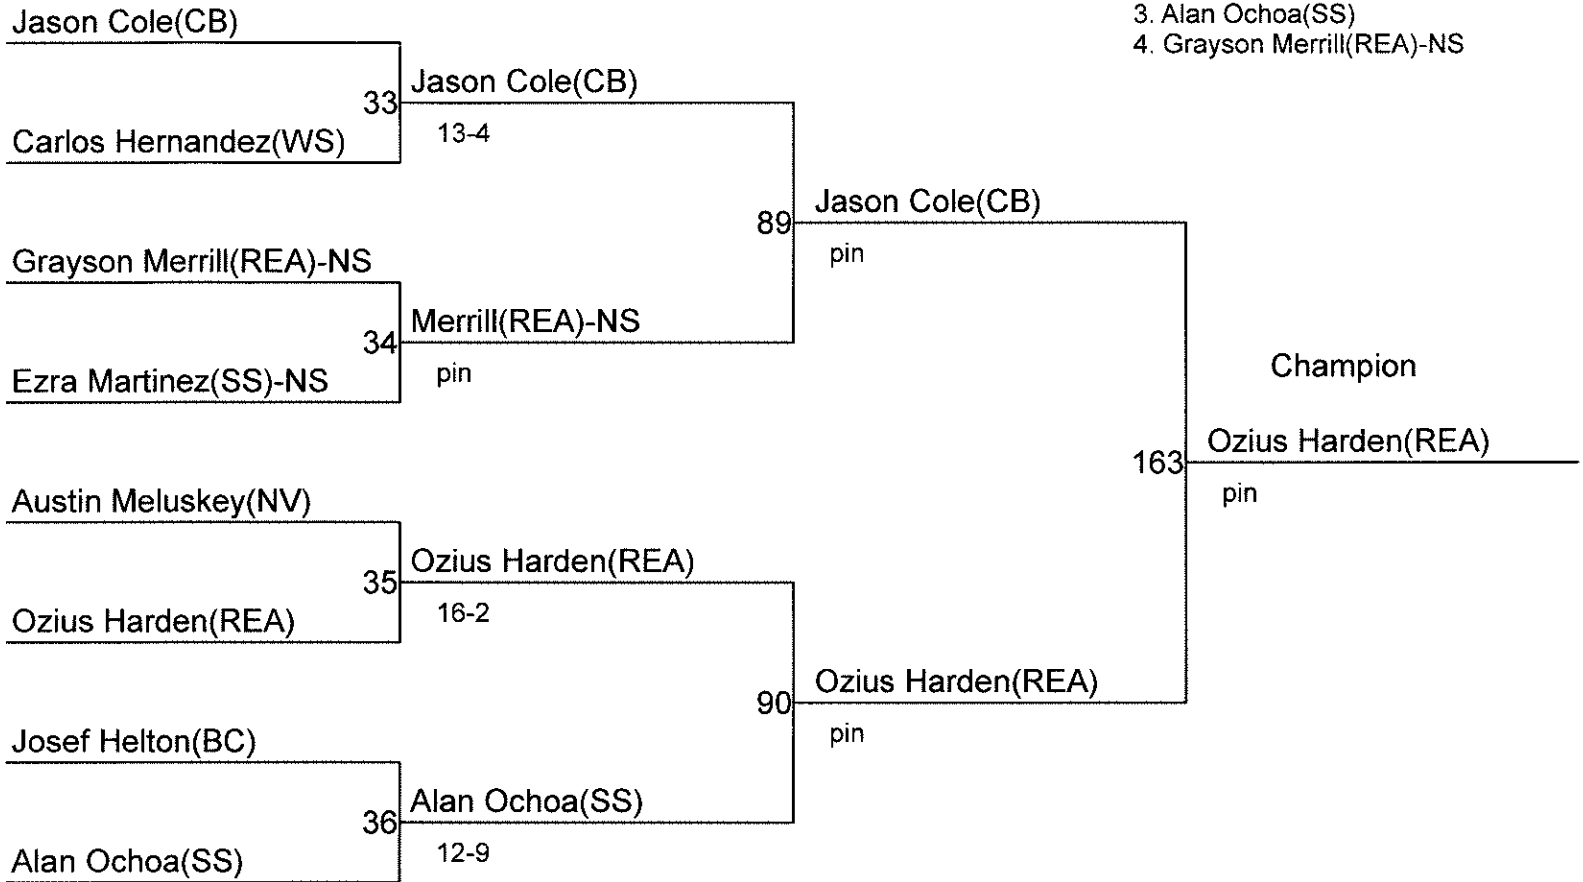 Jason Cole(CB)
3. Alan Ochoa(SS)
4. Grayson Merrill(REA)-NS
33
Jason Cole(CB)
13-4
Carlos Hernandez(WS)
89
Jason Cole(CB)
pin
Grayson Merrill(REA)-NS
34
Merrill(REA)-NS
pin
Ezra Martinez(SS)-NS
Champion
163
Ozius Harden(REA)
pin
Austin Meluskey(NV)
35
Ozius Harden(REA)
16-2
Ozius Harden(REA)
90
Ozius Harden(REA)
pin
Josef Helton(BC)
36
Alan Ochoa(SS)
12-9
Alan Ochoa(SS)